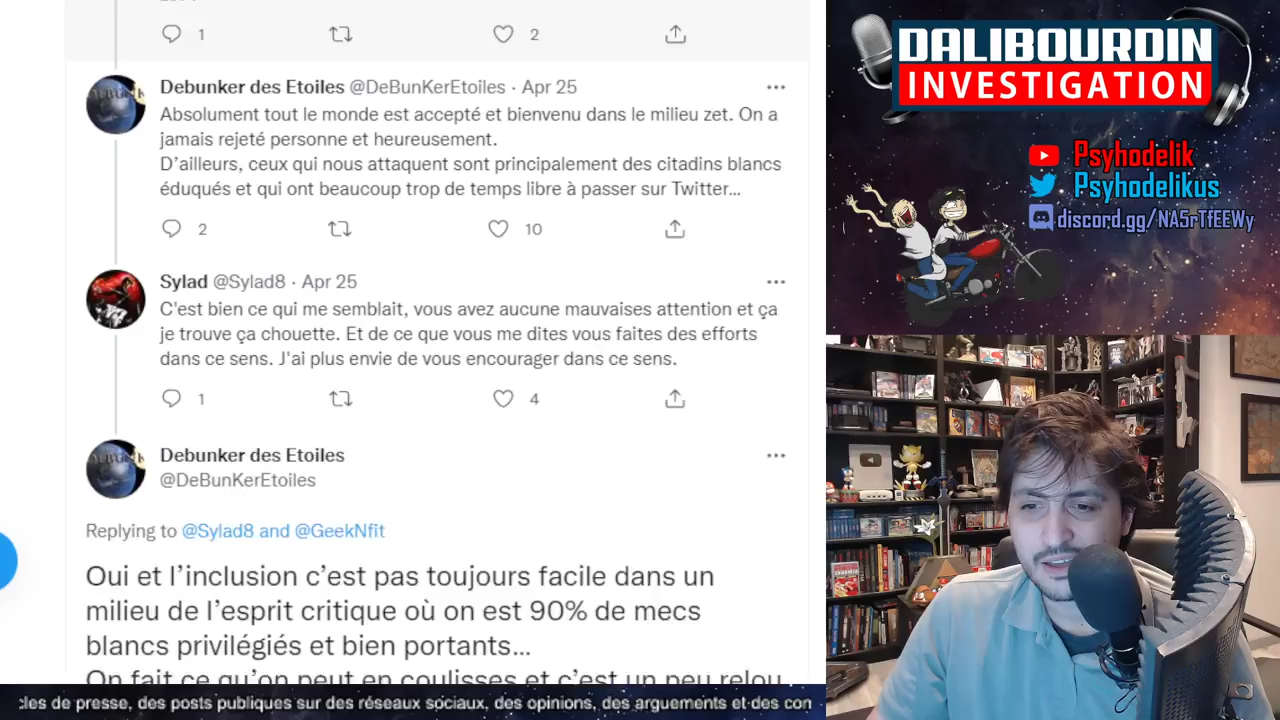 1
2
Debunker des Etoiles @DeBunKerEtoiles · Apr 25
Absolument tout le monde est accepté et bienvenu dans le milieu zet. On a
jamais rejeté personne et heureusement.
D'ailleurs, ceux qui nous attaquent sont principalement des citadins blancs
éduqués et qui ont beaucoup trop de temps libre à passer sur Twitter...
2
10
Sylad @Sylad8 · Apr 25
C'est bien ce qui me semblait, vous avez aucune mauvaises attention et ça
je trouve ça chouette. Et de ce que vous me dites vous faites des efforts
dans ce sens. J'ai plus envie de vous encourager dans ce sens.
1
4
Debunker des Etoiles
@DeBunKerEtoiles
Replying to @Sylad8 and @GeekNfit
Oui et l'inclusion c'est pas toujours facile dans un
milieu de l'esprit critique où on est 90% de mecs
blancs privilégiés et bien portants...
On fait ce qu'on peut en coulisses et c'est un peu relou
DALIBOURDIN
INVESTIGATION
Psyhodelik
Psyhodelikus
discord.gg/NA5rTfEEWy
cles de presse, des posts publiques sur des réseaux sociaux, des opinions, des arguments et des con